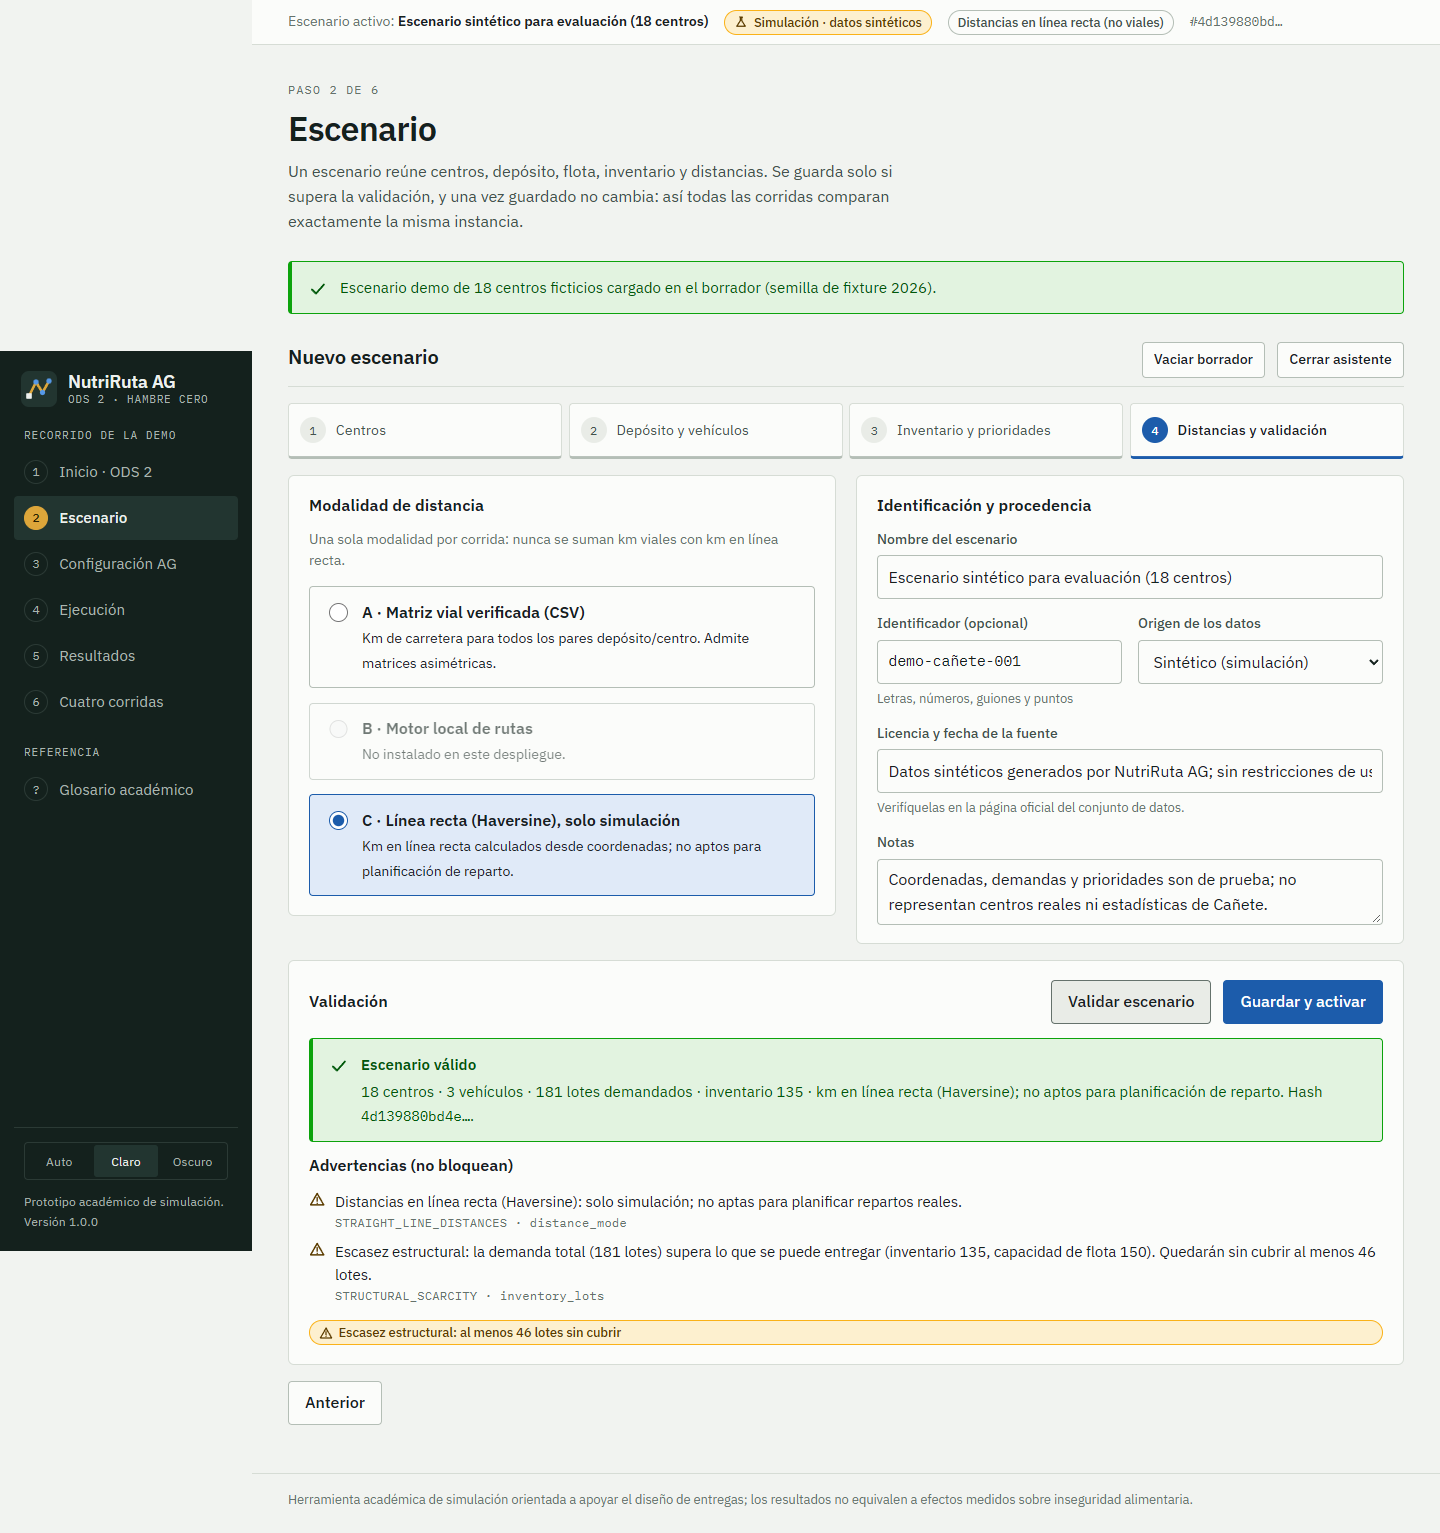 Escenario activo: Escenario sintético para evaluación (18 centros) Simulación · datos sintéticos Distancias en línea recta (no viales) #4d139880bd…
NutriRuta AG
ODS 2 · HAMBRE CERO
RECORRIDO DE LA DEMO
1 Inicio · ODS 2
2 Escenario
3 Configuración AG
4 Ejecución
5 Resultados
6 Cuatro corridas
REFERENCIA
? Glosario académico
Auto Claro Oscuro
Prototipo académico de simulación.
Versión 1.0.0
PASO 2 DE 6
Escenario
Un escenario reúne centros, depósito, flota, inventario y distancias. Se guarda solo si
supera la validación, y una vez guardado no cambia: así todas las corridas comparan
exactamente la misma instancia.
Escenario demo de 18 centros ficticios cargado en el borrador (semilla de fixture 2026).
Nuevo escenario
Vaciar borrador Cerrar asistente
1 Centros
2 Depósito y vehículos
3 Inventario y prioridades
4 Distancias y validación
Modalidad de distancia
Una sola modalidad por corrida: nunca se suman km viales con km en línea
recta.
A · Matriz vial verificada (CSV)
Km de carretera para todos los pares depósito/centro. Admite
matrices asimétricas.
B · Motor local de rutas
No instalado en este despliegue.
C · Línea recta (Haversine), solo simulación
Km en línea recta calculados desde coordenadas; no aptos para
planificación de reparto.
Identificación y procedencia
Nombre del escenario
Escenario sintético para evaluación (18 centros)
Identificador (opcional)
demo-cañete-001
Letras, números, guiones y puntos
Origen de los datos
Sintético (simulación)
Licencia y fecha de la fuente
Datos sintéticos generados por NutriRuta AG; sin restricciones de us
Verifíquelas en la página oficial del conjunto de datos.
Notas
Coordenadas, demandas y prioridades son de prueba; no
representan centros reales ni estadísticas de Cañete.
Validación
Validar escenario Guardar y activar
Escenario válido
18 centros · 3 vehículos · 181 lotes demandados · inventario 135 · km en línea recta (Haversine); no aptos para planificación de reparto. Hash
4d139880bd4e….
Advertencias (no bloquean)
Distancias en línea recta (Haversine): solo simulación; no aptas para planificar repartos reales.
STRAIGHT_LINE_DISTANCES · distance_mode
Escasez estructural: la demanda total (181 lotes) supera lo que se puede entregar (inventario 135, capacidad de flota 150). Quedarán sin cubrir al menos 46
lotes.
STRUCTURAL_SCARCITY · inventory_lots
Escasez estructural: al menos 46 lotes sin cubrir
Anterior
Herramienta académica de simulación orientada a apoyar el diseño de entregas; los resultados no equivalen a efectos medidos sobre inseguridad alimentaria.